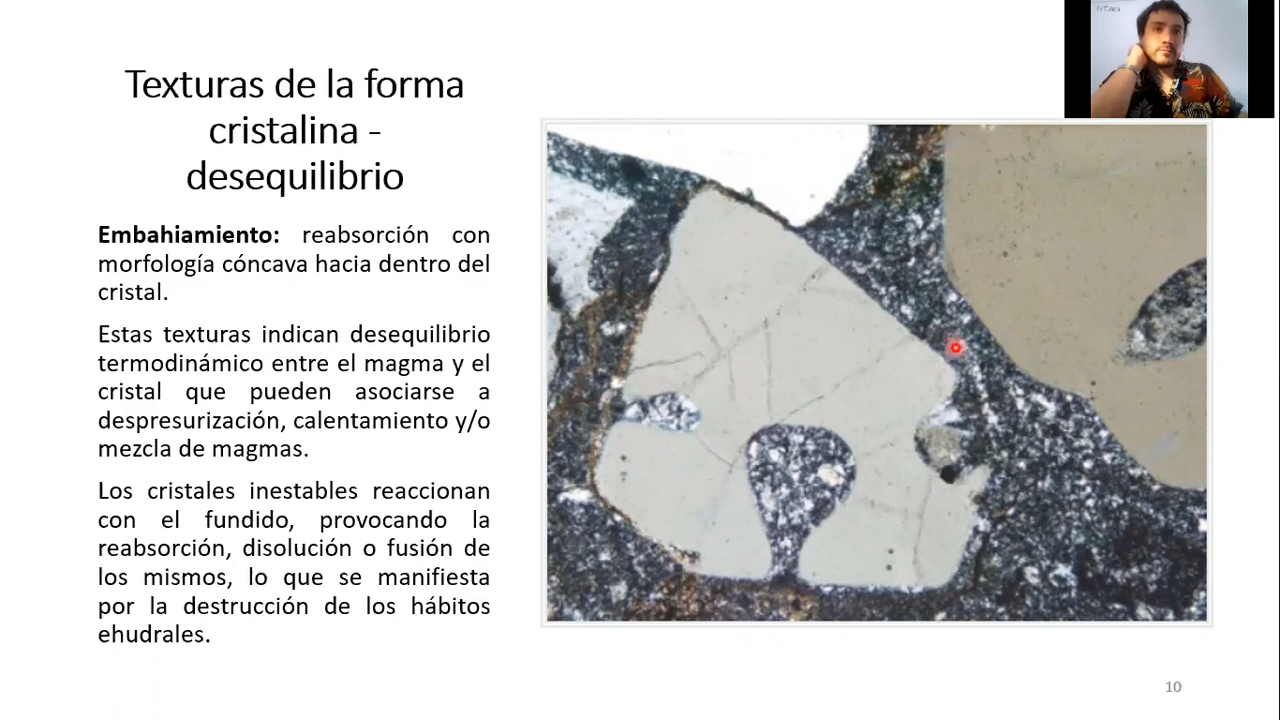 Texturas de la forma
cristalina -
desequilibrio
Embahiamiento: reabsorción con
morfología cóncava hacia dentro del
cristal.
Estas texturas indican desequilibrio
termodinámico entre el magma y el
cristal que pueden asociarse a
despresurización, calentamiento y/o
mezcla de magmas.
Los cristales inestables reaccionan
con el fundido, provocando la
reabsorción, disolución o fusión de
los mismos, lo que se manifiesta
por la destrucción de los hábitos
ehudrales.
10